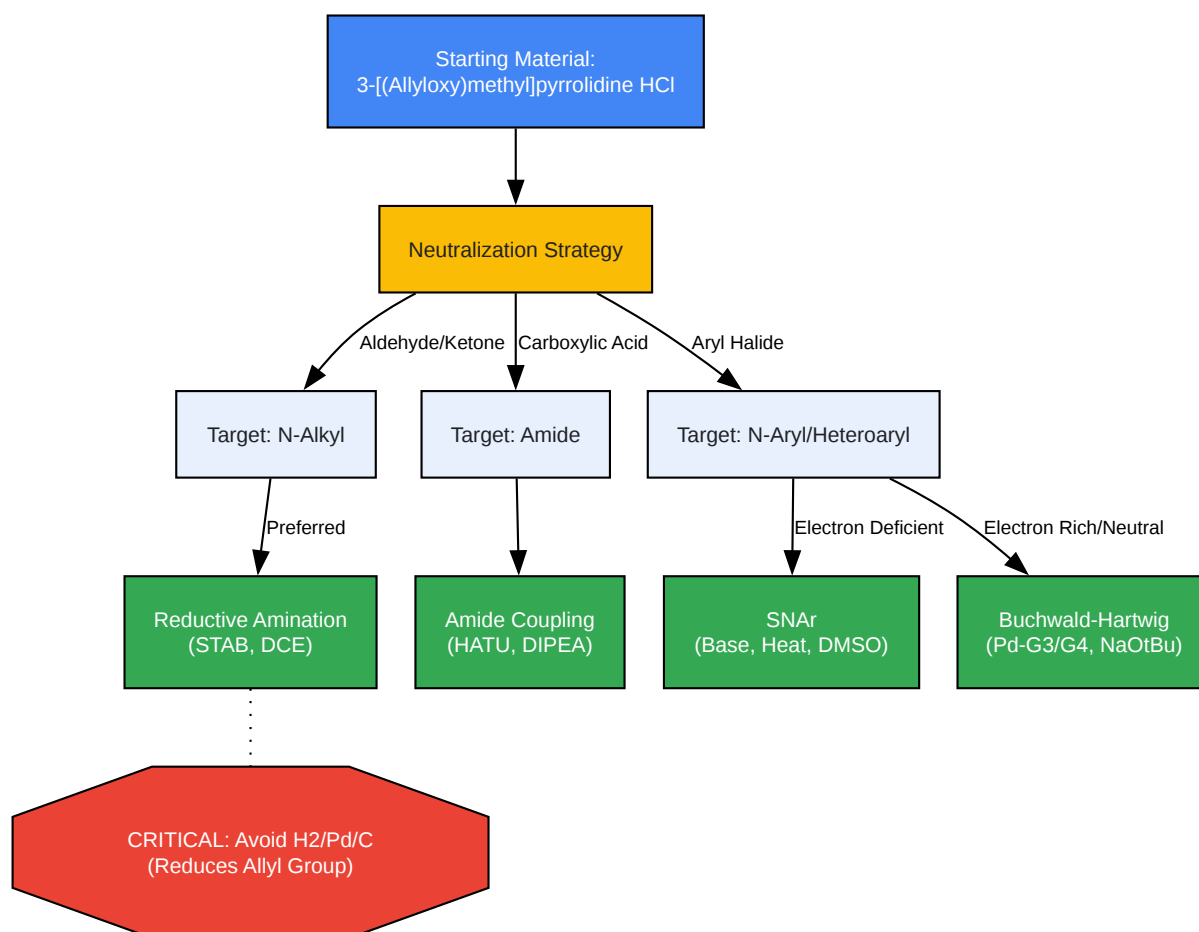 Starting Material:
3-[(Allyloxy)methyl]pyrrolidine HCl
Neutralization Strategy
Aldehyde/Ketone
Carboxylic Acid
Aryl Halide
Target: N-Alkyl
Target: Amide
Target: N-Aryl/Heteroaryl
Preferred
Electron Deficient
Electron Rich/Neutral
Reductive Amination
(STAB, DCE)
Amide Coupling
(HATU, DIPEA)
SNAr
(Base, Heat, DMSO)
Buchwald-Hartwig
(Pd-G3/G4, NaOtBu)
CRITICAL: Avoid H2/Pd/C
(Reduces Allyl Group)